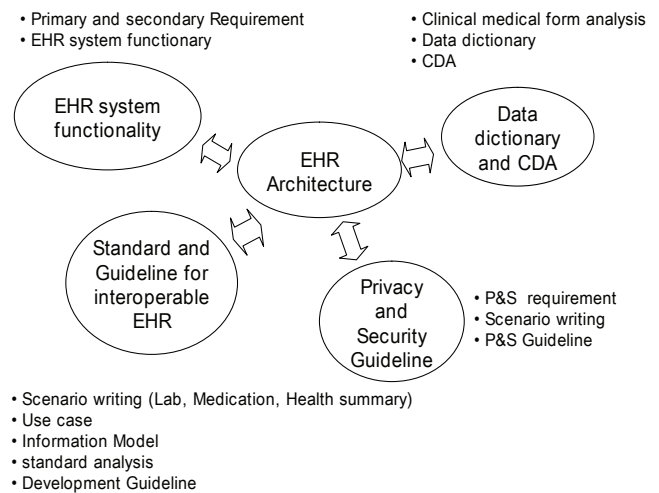 • Primary and secondary Requirement
• EHR system functionary
• Clinical medical form analysis
• Data dictionary
• CDA
EHR system
functionality
Data
dictionary
and CDA
EHR
Architecture
Standard and
Guideline for
interoperable
EHR
Privacy
and
Security
Guideline
• P&S requirement
• Scenario writing
• P&S Guideline
• Scenario writing (Lab, Medication, Health summary)
• Use case
• Information Model
• standard analysis
• Development Guideline